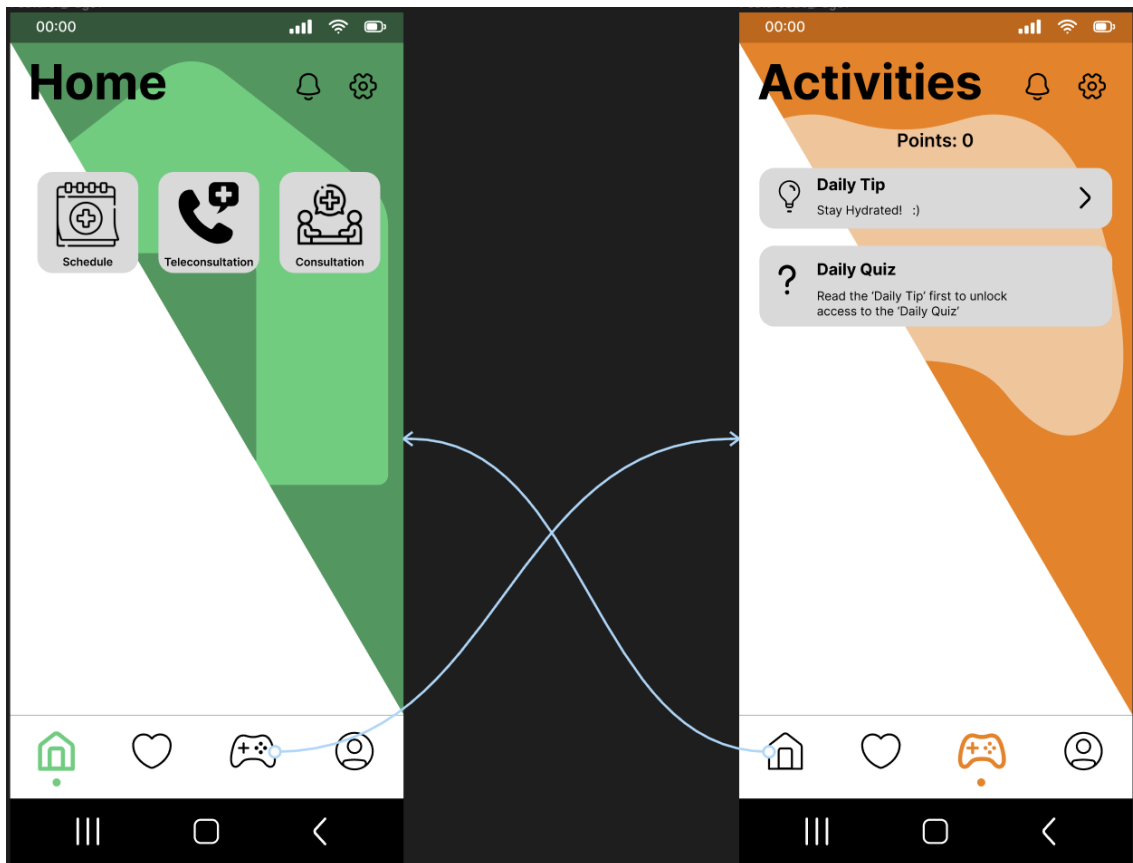 00:00
Home
Schedule
Teleconsultation
Consultation
00:00
Activities
Points: 0
Daily Tip
Stay Hydrated! :)
Daily Quiz
Read the ‘Daily Tip’ first to unlock
access to the ‘Daily Quiz’